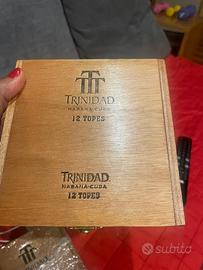 TRINIDAD
HABANA-CUBA
12 TOPES
TRINIDAD
HABANA-CUBA
12 TOPES
subito